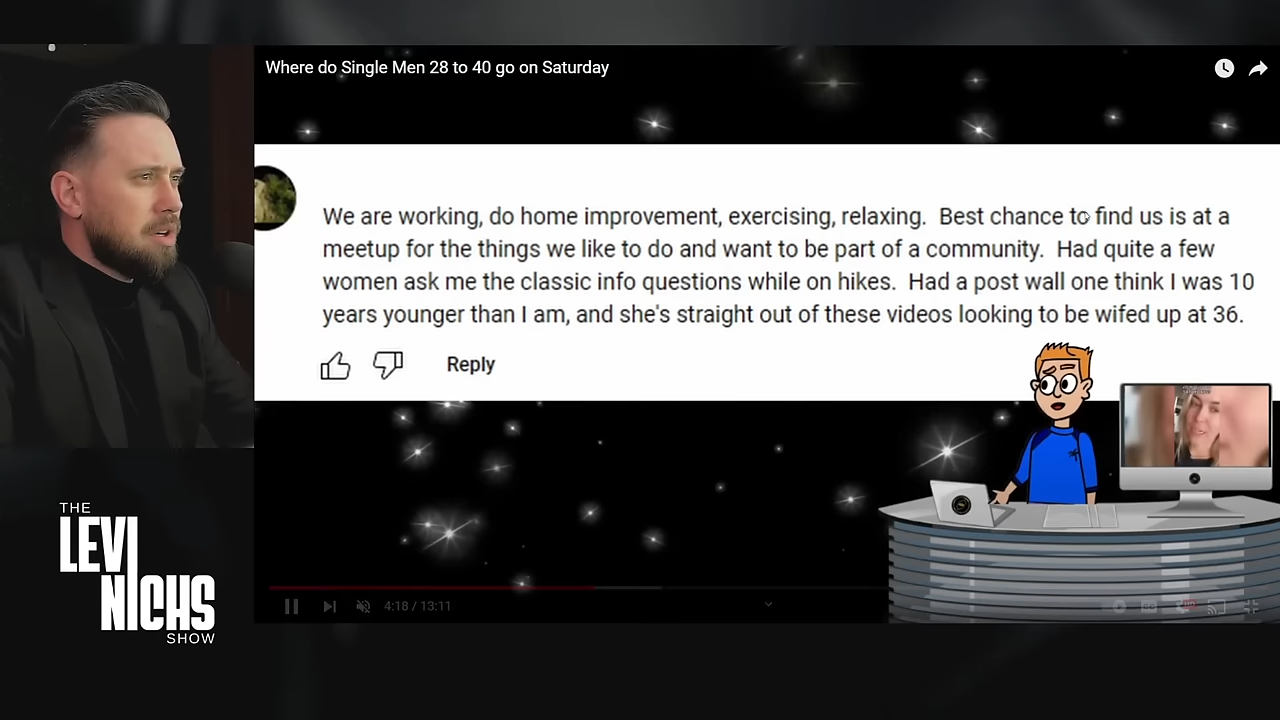 Where do Single Men 28 to 40 go on Saturday
We are working, do home improvement, exercising, relaxing.  Best chance to find us is at a
meetup for the things we like to do and want to be part of a community.  Had quite a few
women ask me the classic info questions while on hikes.  Had a post wall one think I was 10
years younger than I am, and she's straight out of these videos looking to be wifed up at 36.
Reply
THE
LEVI
NICHS
SHOW
4:18 / 13:11